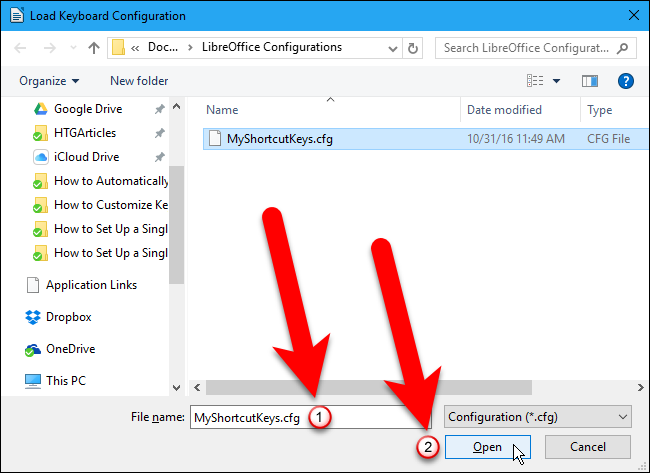 Load Keyboard Configuration
« Doc... › LibreOffice Configurations
Search LibreOffice Configurat...
Organize New folder
Name Date modified Type
MyShortcutKeys.cfg 10/31/16 11:49 AM CFG File
Google Drive
HTGArticles
iCloud Drive
How to Automatically
How to Customize Ke
How to Set Up a Singl
How to Set Up a Singl
Application Links
Dropbox
OneDrive
This PC
File name: MyShortcutKeys.cfg 1 Configuration (*.cfg)
2 Open Cancel